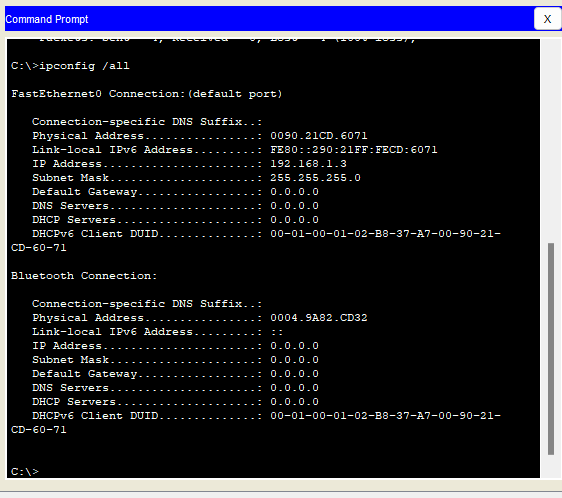 Command Prompt
X
C:\>ipconfig /all
FastEthernet0 Connection:(default port)
Connection-specific DNS Suffix..:
Physical Address................: 0090.21CD.6071
Link-local IPv6 Address.........: FE80::290:21FF:FECD:6071
IP Address......................: 192.168.1.3
Subnet Mask.....................: 255.255.255.0
Default Gateway.................: 0.0.0.0
DNS Servers.....................: 0.0.0.0
DHCP Servers....................: 0.0.0.0
DHCPv6 Client DUID..............: 00-01-00-01-02-B8-37-A7-00-90-21-
CD-60-71
Bluetooth Connection:
Connection-specific DNS Suffix..:
Physical Address................: 0004.9A82.CD32
Link-local IPv6 Address.........: ::
IP Address......................: 0.0.0.0
Subnet Mask.....................: 0.0.0.0
Default Gateway.................: 0.0.0.0
DNS Servers.....................: 0.0.0.0
DHCP Servers....................: 0.0.0.0
DHCPv6 Client DUID..............: 00-01-00-01-02-B8-37-A7-00-90-21-
CD-60-71
C:\>